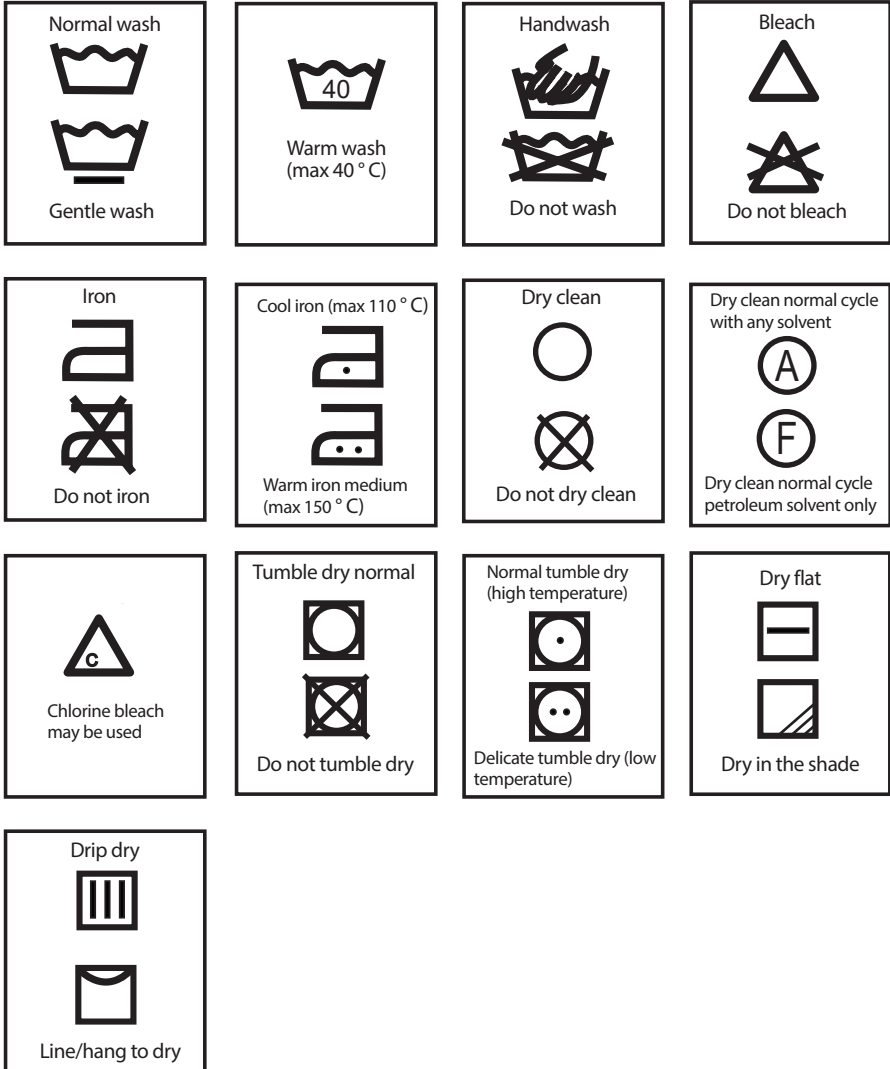 Normal wash
Gentle wash
40
Warm wash
(max 40 ° C)
Handwash
Do not wash
Bleach
Do not bleach
Iron
Do not iron
Cool iron (max 110 ° C)
Warm iron medium
(max 150 ° C)
Dry clean
Do not dry clean
Dry clean normal cycle
with any solvent
A
F
Dry clean normal cycle
petroleum solvent only
c
Chlorine bleach
may be used
Tumble dry normal
Do not tumble dry
Normal tumble dry
(high temperature)
Delicate tumble dry (low
temperature)
Dry flat
Dry in the shade
Drip dry
Line/hang to dry